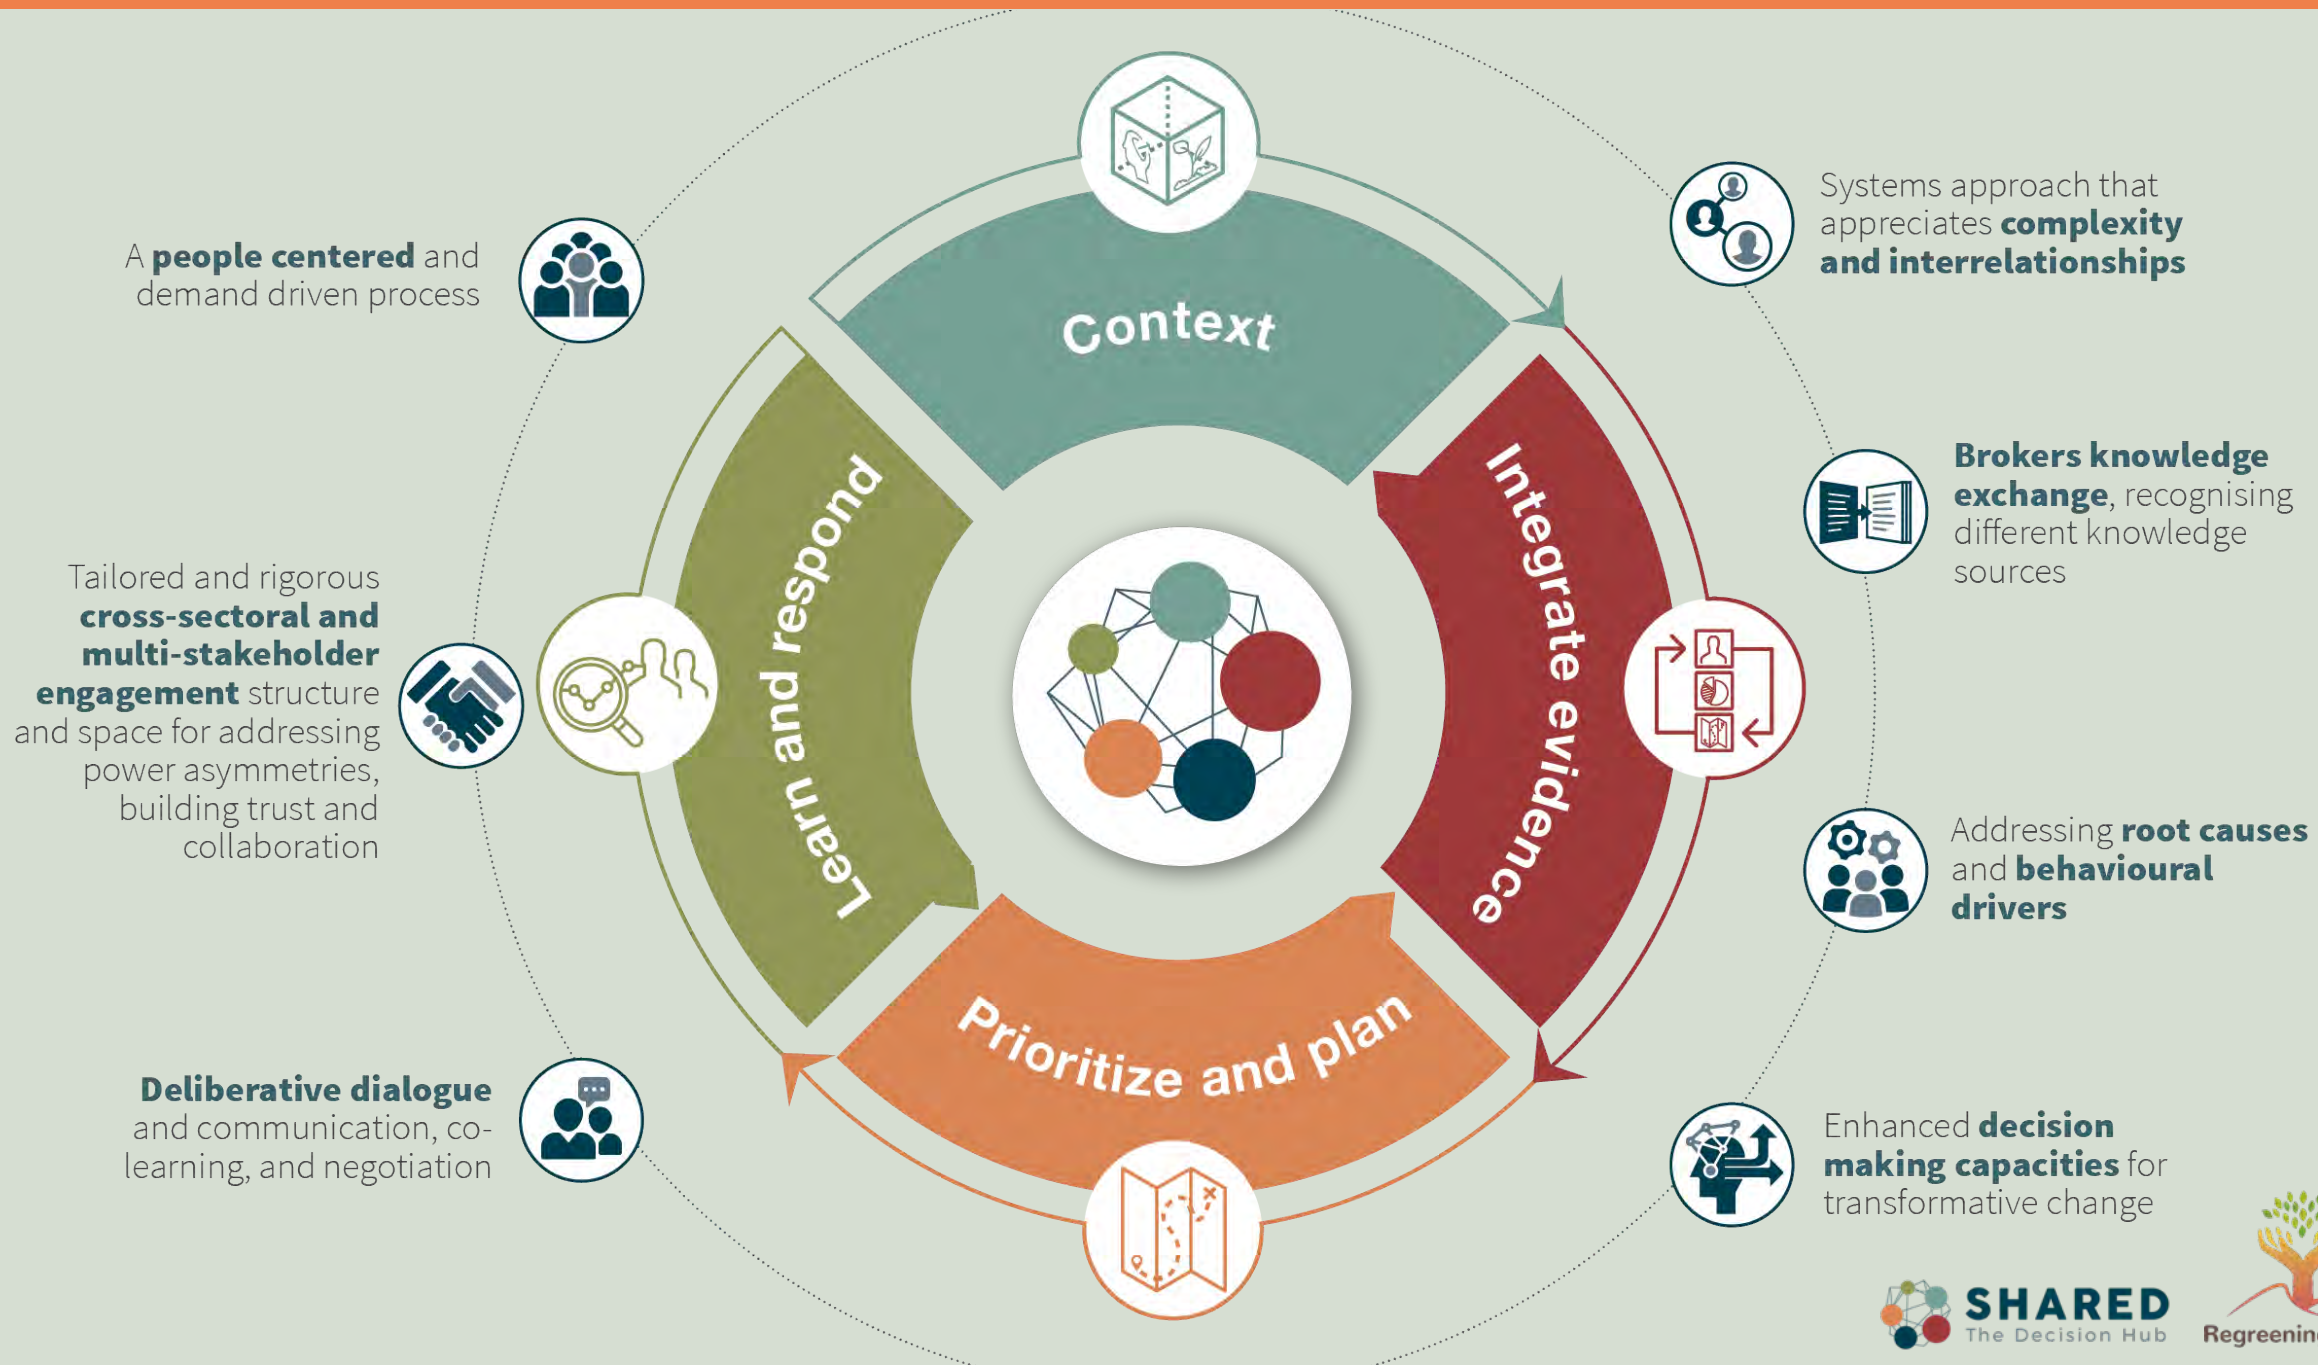 Context
Integrate evidence
Prioritize and plan
Learn and respond
A people centered and
demand driven process
Tailored and rigorous
cross-sectoral and
multi-stakeholder
engagement structure
and space for addressing
power asymmetries,
building trust and
collaboration
Deliberative dialogue
and communication, co-
learning, and negotiation
Systems approach that
appreciates complexity
and interrelationships
Brokers knowledge
exchange, recognising
different knowledge
sources
Addressing root causes
and behavioural
drivers
Enhanced decision
making capacities for
transformative change
SHARED
The Decision Hub